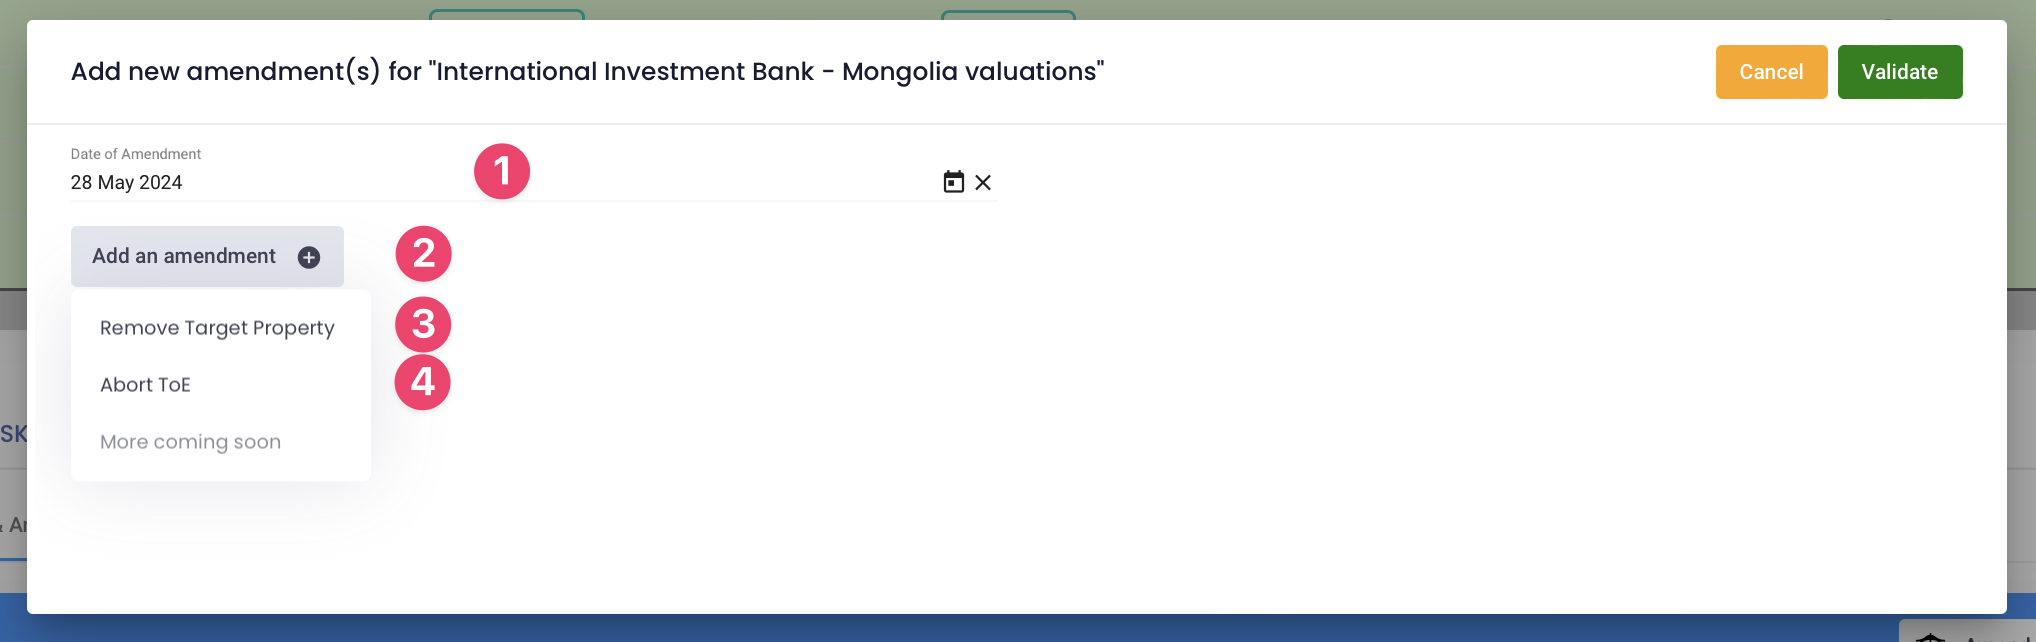 Add new amendment(s) for "International Investment Bank - Mongolia valuations"
Cancel
Validate
Date of Amendment
28 May 2024
1
Add an amendment
2
Remove Target Property
3
Abort ToE
4
More coming soon
SK